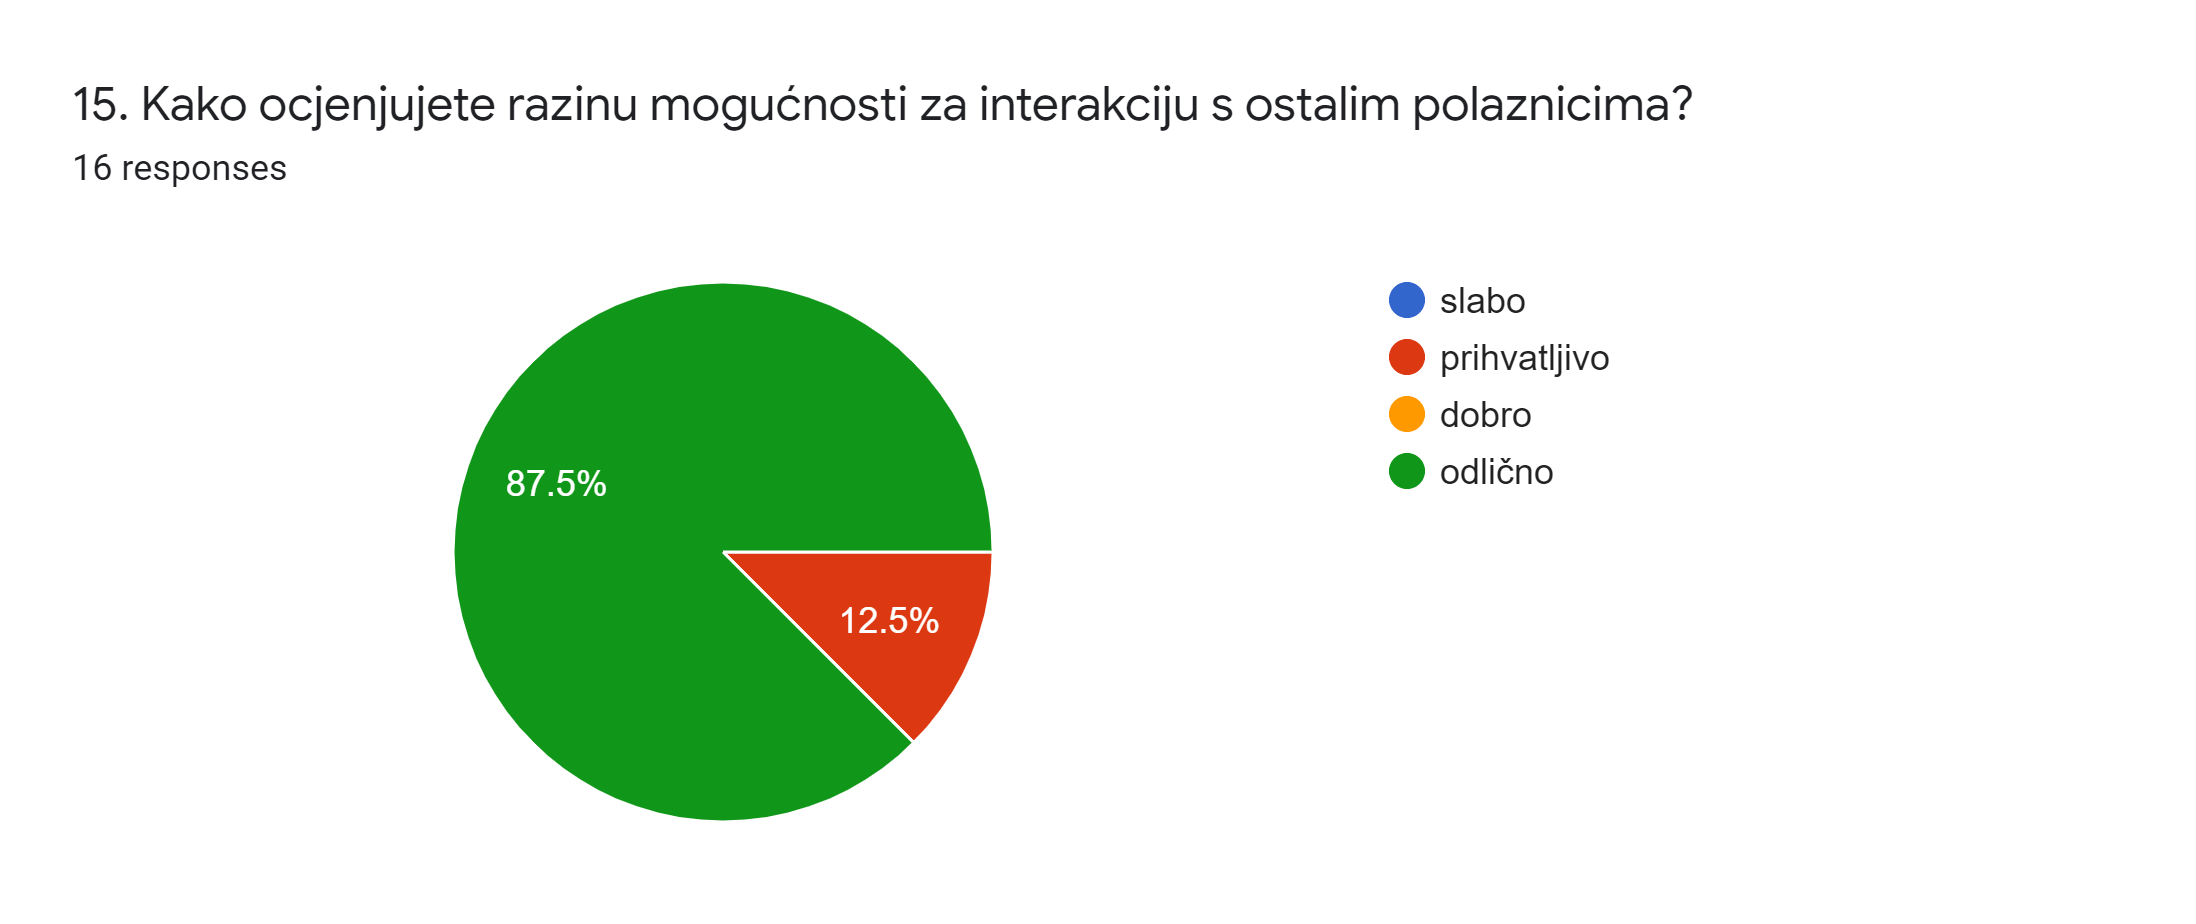 15. Kako ocjenjujete razinu mogućnosti za interakciju s ostalim polaznicima?
16 responses
87.5%
12.5%
slabo
prihvatljivo
dobro
odlično